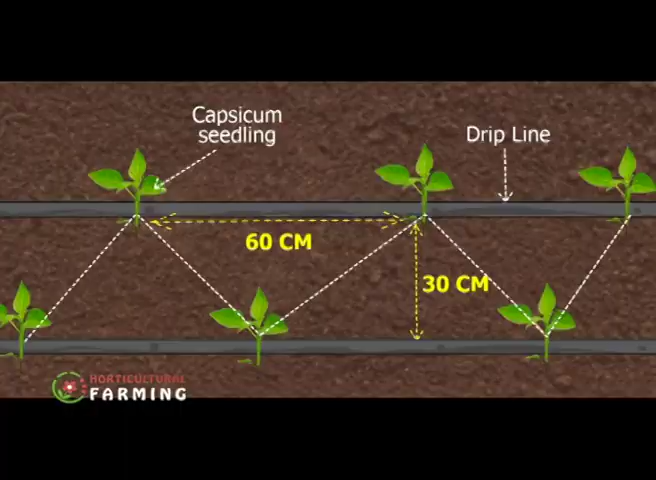 Capsicum
seedling
Drip Line
60 CM
30 CM
HORTICULTURAL
FARMING